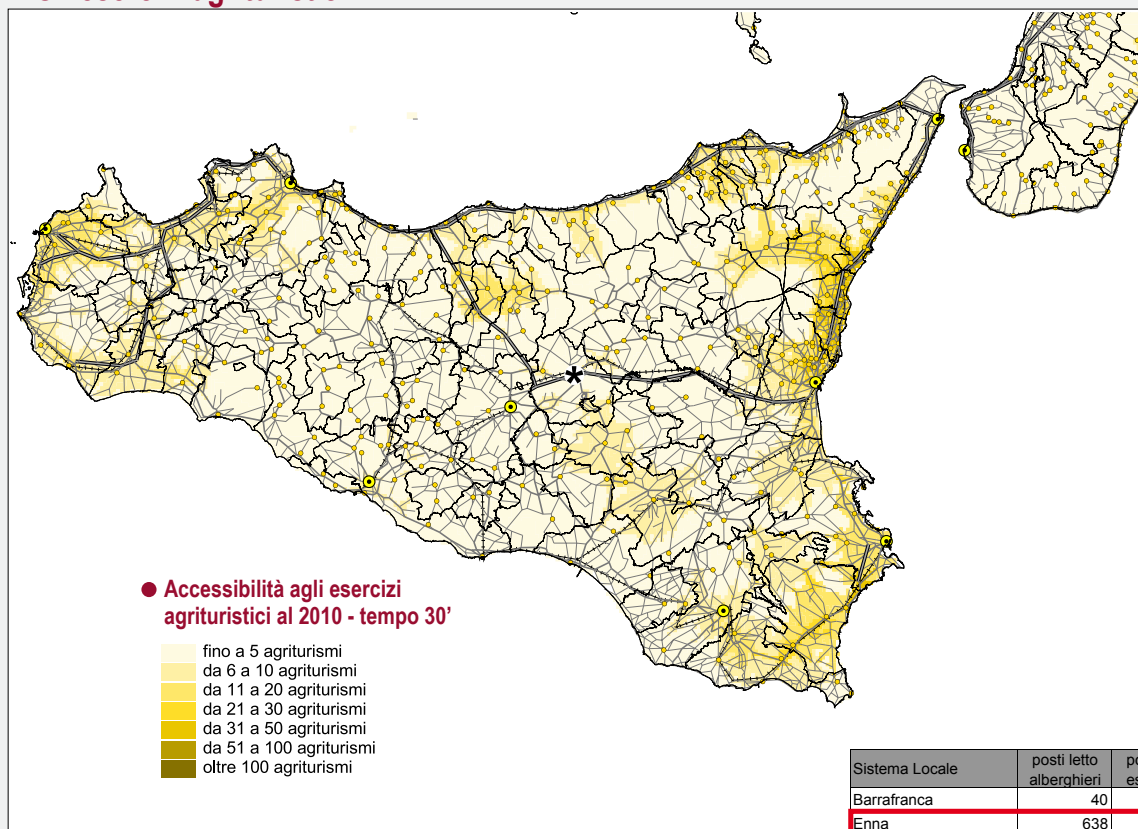 ● Accessibilità agli esercizi
agrituristici al 2010 - tempo 30’
fino a 5 agriturismi
da 6 a 10 agriturismi
da 11 a 20 agriturismi
da 21 a 30 agriturismi
da 31 a 50 agriturismi
da 51 a 100 agriturismi
oltre 100 agriturismi
Sistema Locale posti letto
alberghieri
Barrafranca 40
Enna 638